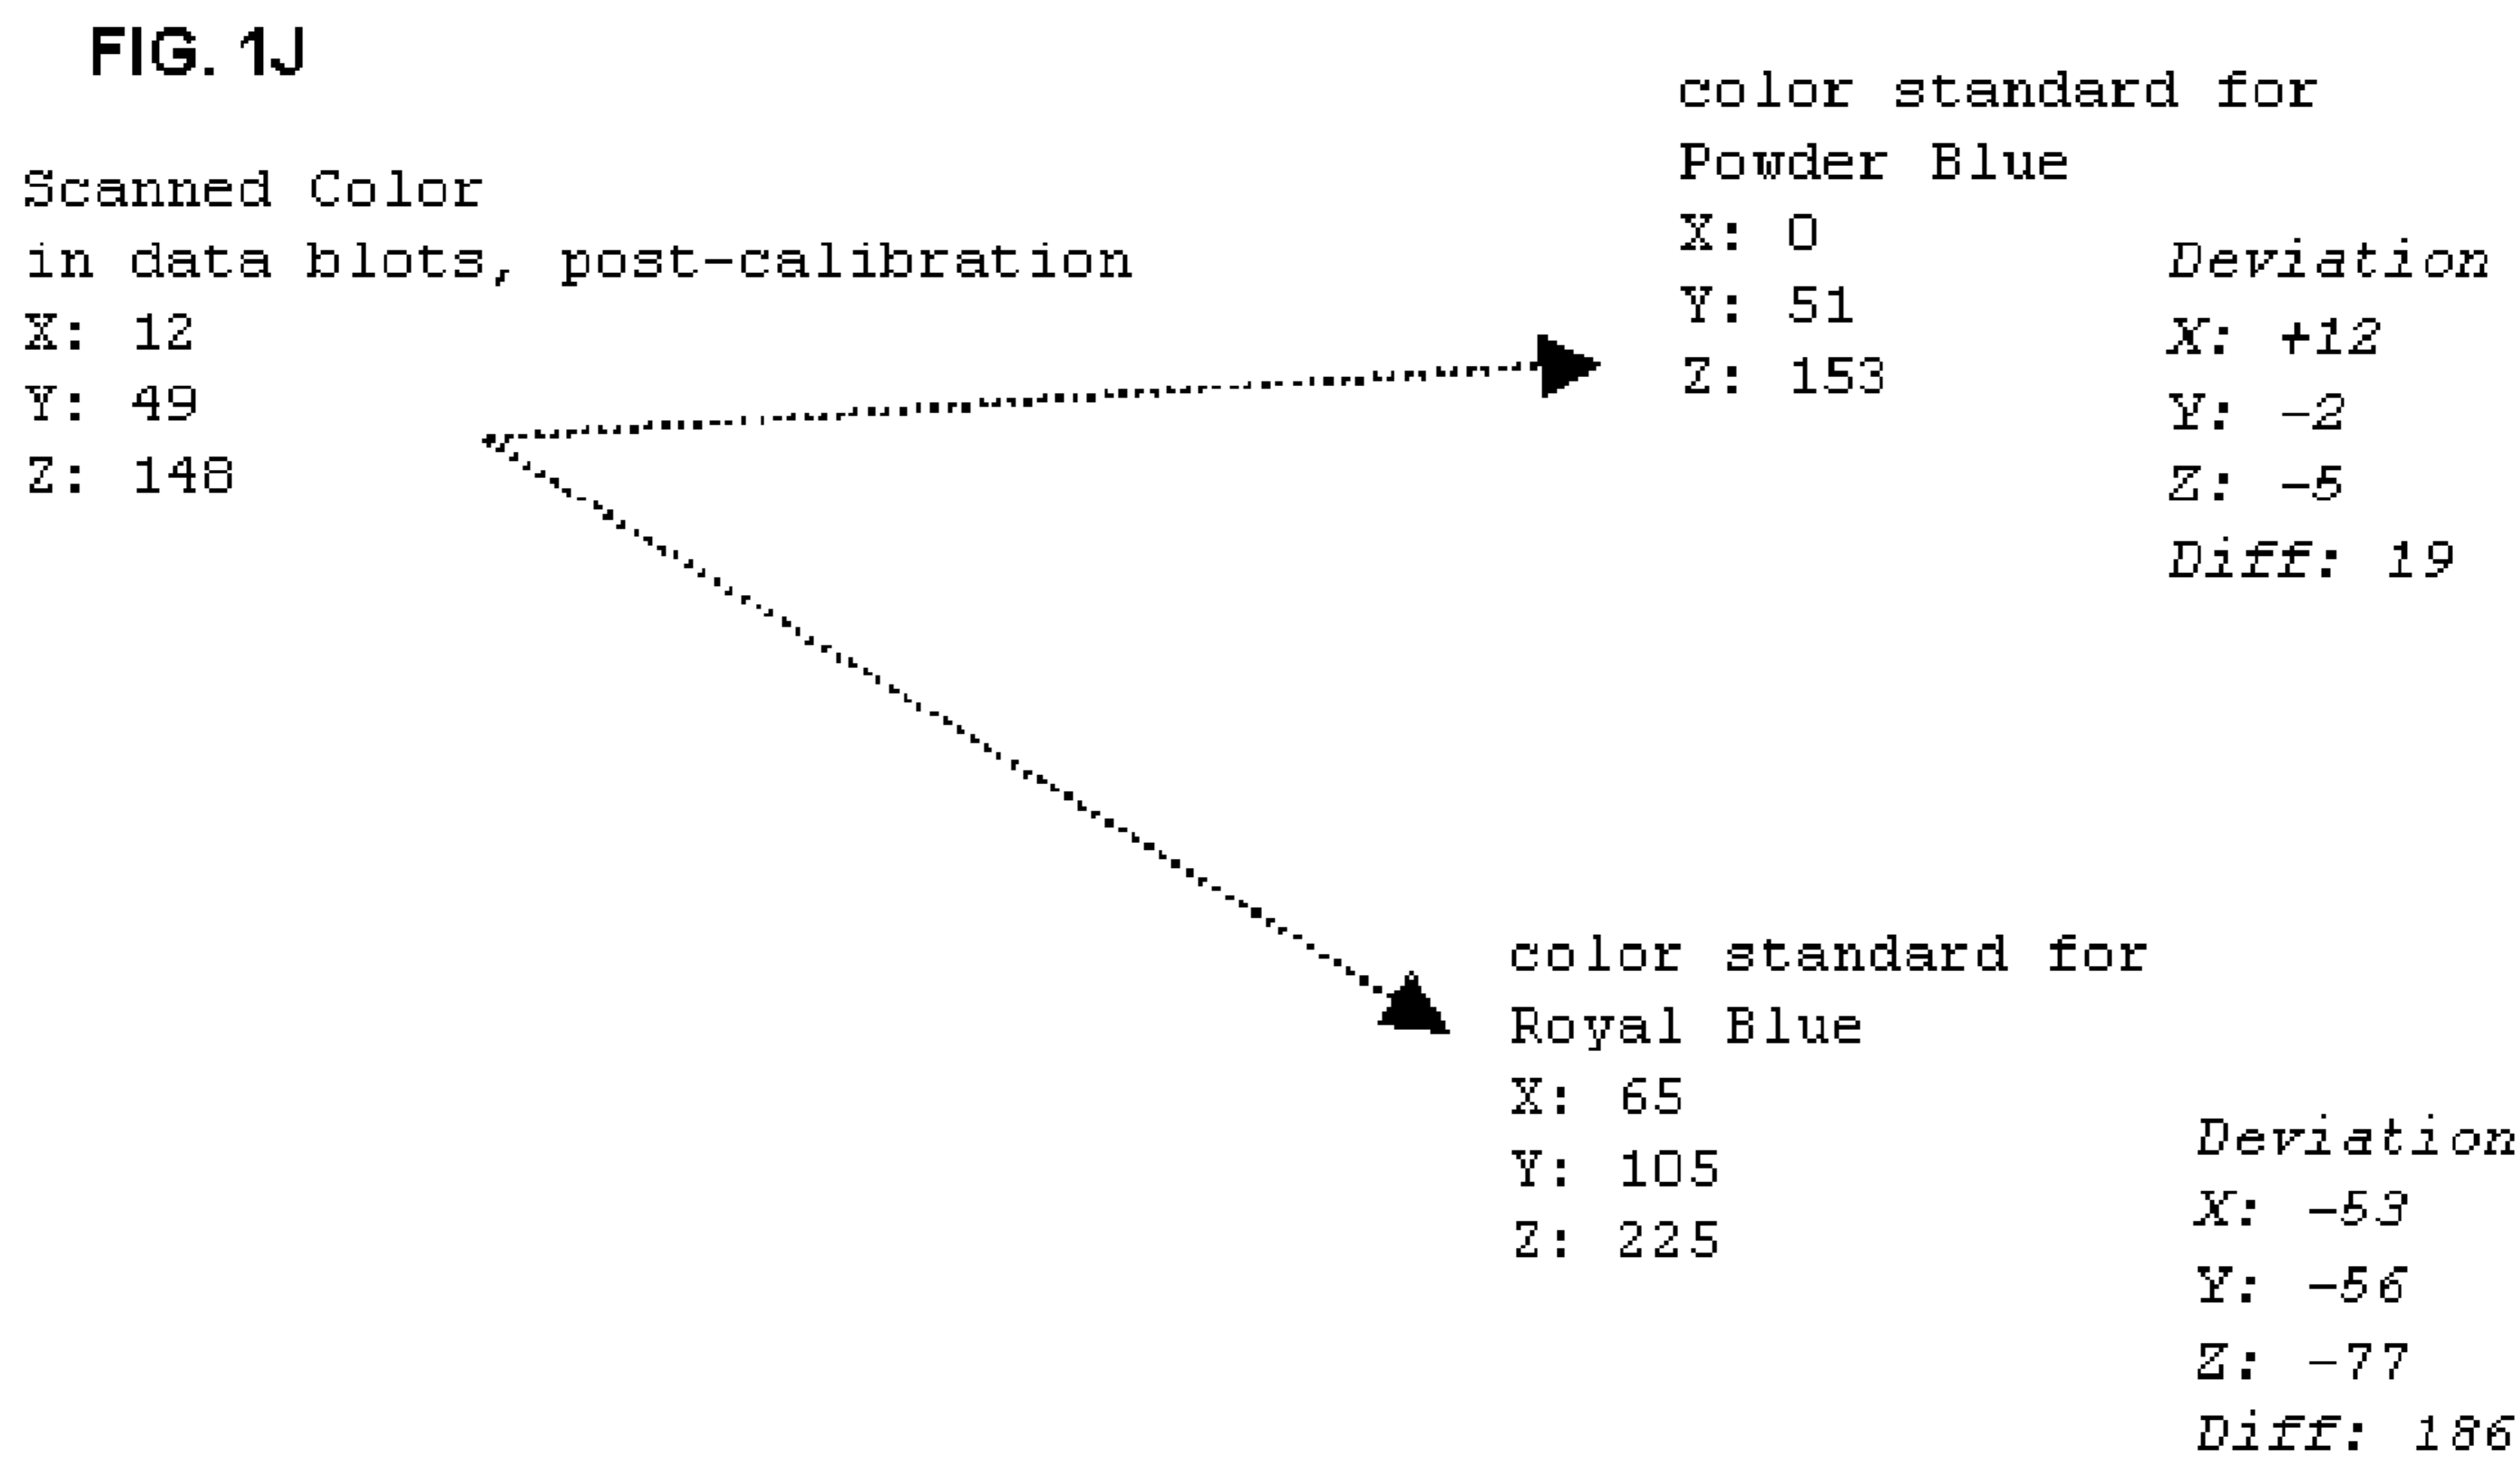 FIG. 1J
Scanned Color
in data blots, post-calibration
X: 12
Y: 49
Z: 148
color standard for
Powder Blue
X: 0
Y: 51
Z: 153
Deviation
X: +12
Y: -2
Z: -5
Diff: 19
color standard for
Royal Blue
X: 65
Y: 105
Z: 225
Deviation
X: -53
Y: -56
Z: -77
Diff: 186